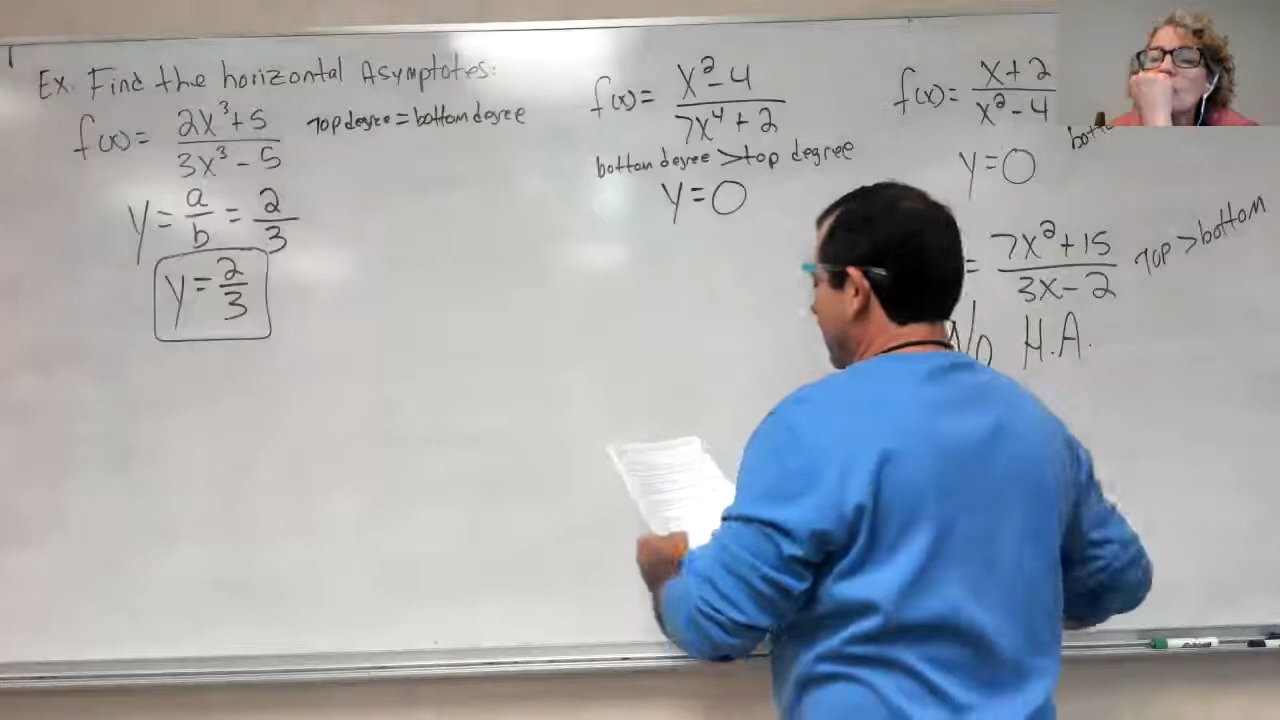 Ex. Find the horizontal Asymptotes:
f(x) = 2x³+5
3x³ - 5
Top degree = bottom degree
y = a/b = 2/3
y = 2/3
f(x) = x² - 4
7x⁴ + 2
bottom degree > top degree
y = 0
f(x) = x + 2
x² - 4
y = 0
= 7x² + 15
3x - 2
Top > bottom
No H.A.